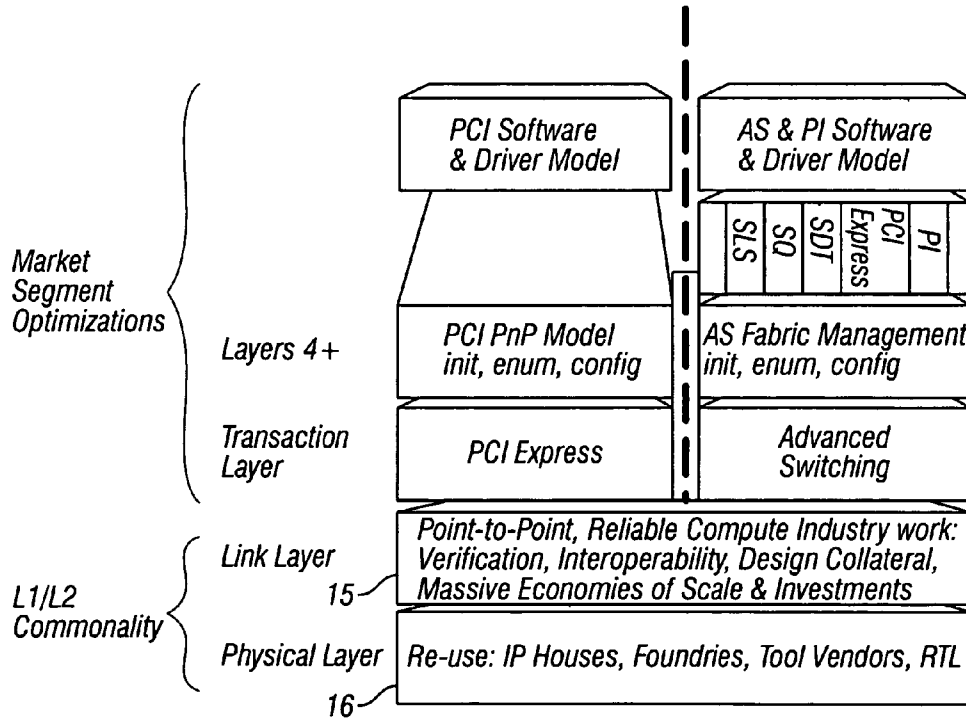 PCI Software
& Driver Model
AS & PI Software
& Driver Model
SLS
SQ
SDT
PCI
Express
PI
Market
Segment
Optimizations
Layers 4+
PCI PnP Model
init, enum, config
AS Fabric Management
init, enum, config
Transaction
Layer
PCI Express
Advanced
Switching
Link Layer
15
Point-to-Point, Reliable Compute Industry work:
Verification, Interoperability, Design Collateral,
Massive Economies of Scale & Investments
L1/L2
Commonality
Physical Layer
16
Re-use: IP Houses, Foundries, Tool Vendors, RTL